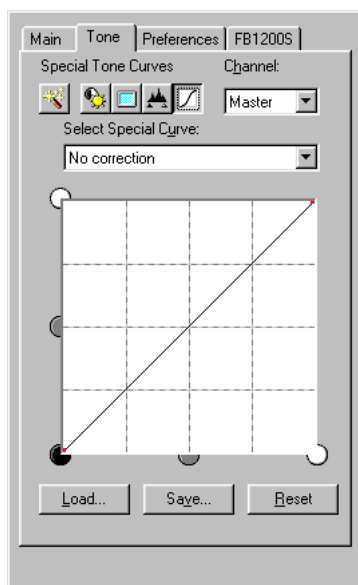 Main Tone Preferences FB1200S
Special Tone Curves Channel:
Master
Select Special Curve:
No correction
Load... Save... Reset